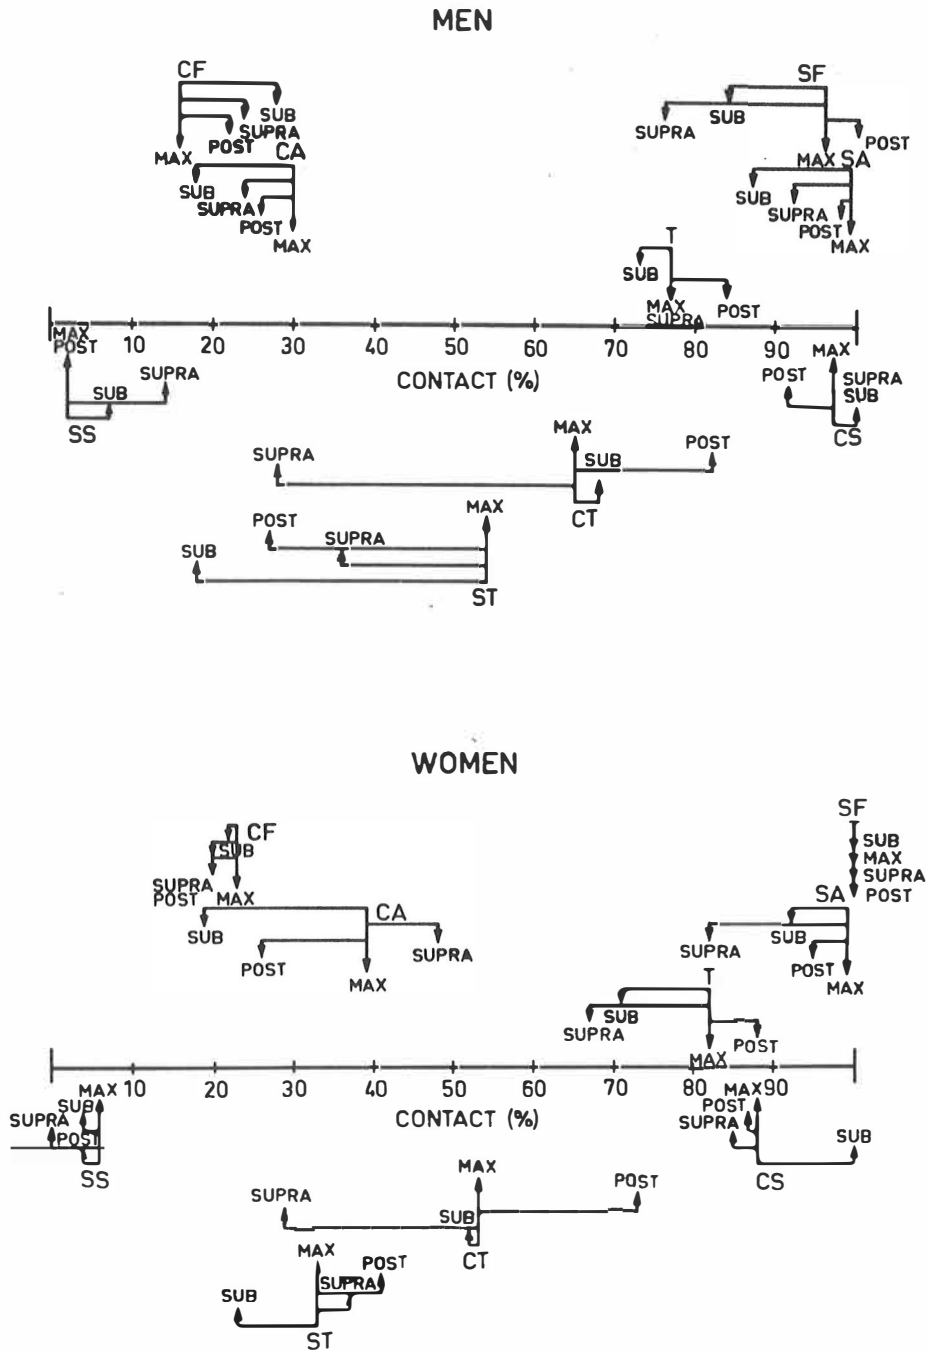 MEN
CF
SF
SUB
SUPRA
POST
MAX
CA
SUB
SUPRA
POST
MAX
SUB
SUPRA
POST
MAX
SA
SUB
SUPRA
POST
MAX
T
SUB
MAX
SUPRA
POST
10 20 30 40 50 60 70 80 90
CONTACT (%)
MAX
POST
SUPRA
SUB
SS
MAX
POST
SUPRA
SUB
CS
MAX
SUPRA
SUB
POST
CT
MAX
POST
SUPRA
SUB
ST
WOMEN
CF
SUB
SUPRA
POST
MAX
SF
SUB
MAX
SUPRA
POST
CA
SUB
SUPRA
POST
MAX
SA
SUB
SUPRA
POST
MAX
T
SUB
SUPRA
POST
MAX
10 20 30 40 50 60 70 80 90
CONTACT (%)
MAX
SUB
SUPRA
POST
SS
MAX
POST
SUPRA
SUB
CS
MAX
SUPRA
POST
SUB
CT
MAX
POST
SUPRA
SUB
ST